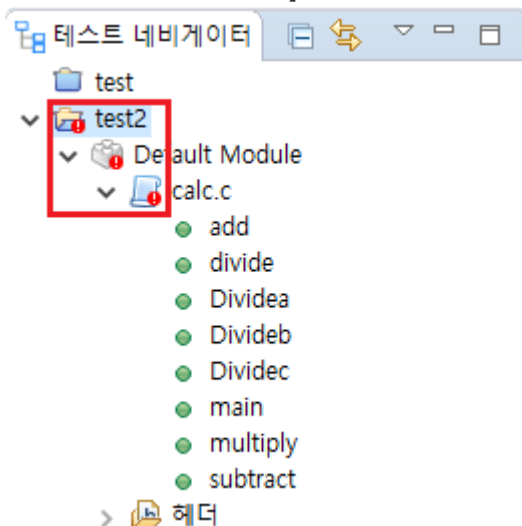 테스트 네비게이터
test
test2
Default Module
calc.c
add
divide
Dividea
Divideb
Dividec
main
multiply
subtract
헤더